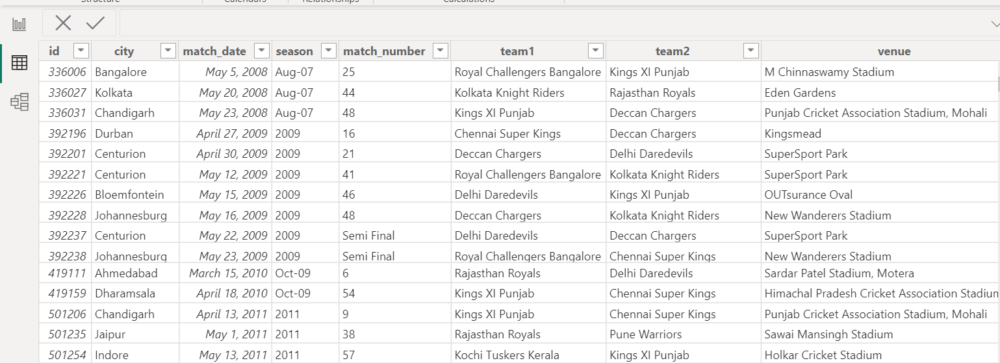 Structure Calendars Relationships Calculations
id city match_date season match_number team1 team2 venue
336006 Bangalore May 5, 2008 Aug-07 25 Royal Challengers Bangalore Kings XI Punjab M Chinnaswamy Stadium
336027 Kolkata May 20, 2008 Aug-07 44 Kolkata Knight Riders Rajasthan Royals Eden Gardens
336031 Chandigarh May 23, 2008 Aug-07 48 Kings XI Punjab Deccan Chargers Punjab Cricket Association Stadium, Mohali
392196 Durban April 27, 2009 2009 16 Chennai Super Kings Deccan Chargers Kingsmead
392201 Centurion April 30, 2009 2009 21 Deccan Chargers Delhi Daredevils SuperSport Park
392221 Centurion May 12, 2009 2009 41 Royal Challengers Bangalore Kolkata Knight Riders SuperSport Park
392226 Bloemfontein May 15, 2009 2009 46 Delhi Daredevils Kings XI Punjab OUTsurance Oval
392228 Johannesburg May 16, 2009 2009 48 Deccan Chargers Kolkata Knight Riders New Wanderers Stadium
392237 Centurion May 22, 2009 2009 Semi Final Delhi Daredevils Deccan Chargers SuperSport Park
392238 Johannesburg May 23, 2009 2009 Semi Final Royal Challengers Bangalore Chennai Super Kings New Wanderers Stadium
419111 Ahmedabad March 15, 2010 Oct-09 6 Rajasthan Royals Delhi Daredevils Sardar Patel Stadium, Motera
419159 Dharamsala April 18, 2010 Oct-09 54 Kings XI Punjab Chennai Super Kings Himachal Pradesh Cricket Association Stadiun
501206 Chandigarh April 13, 2011 2011 9 Kings XI Punjab Chennai Super Kings Punjab Cricket Association Stadium, Mohali
501235 Jaipur May 1, 2011 2011 38 Rajasthan Royals Pune Warriors Sawai Mansingh Stadium
501254 Indore May 13, 2011 2011 57 Kochi Tuskers Kerala Kings XI Punjab Holkar Cricket Stadium